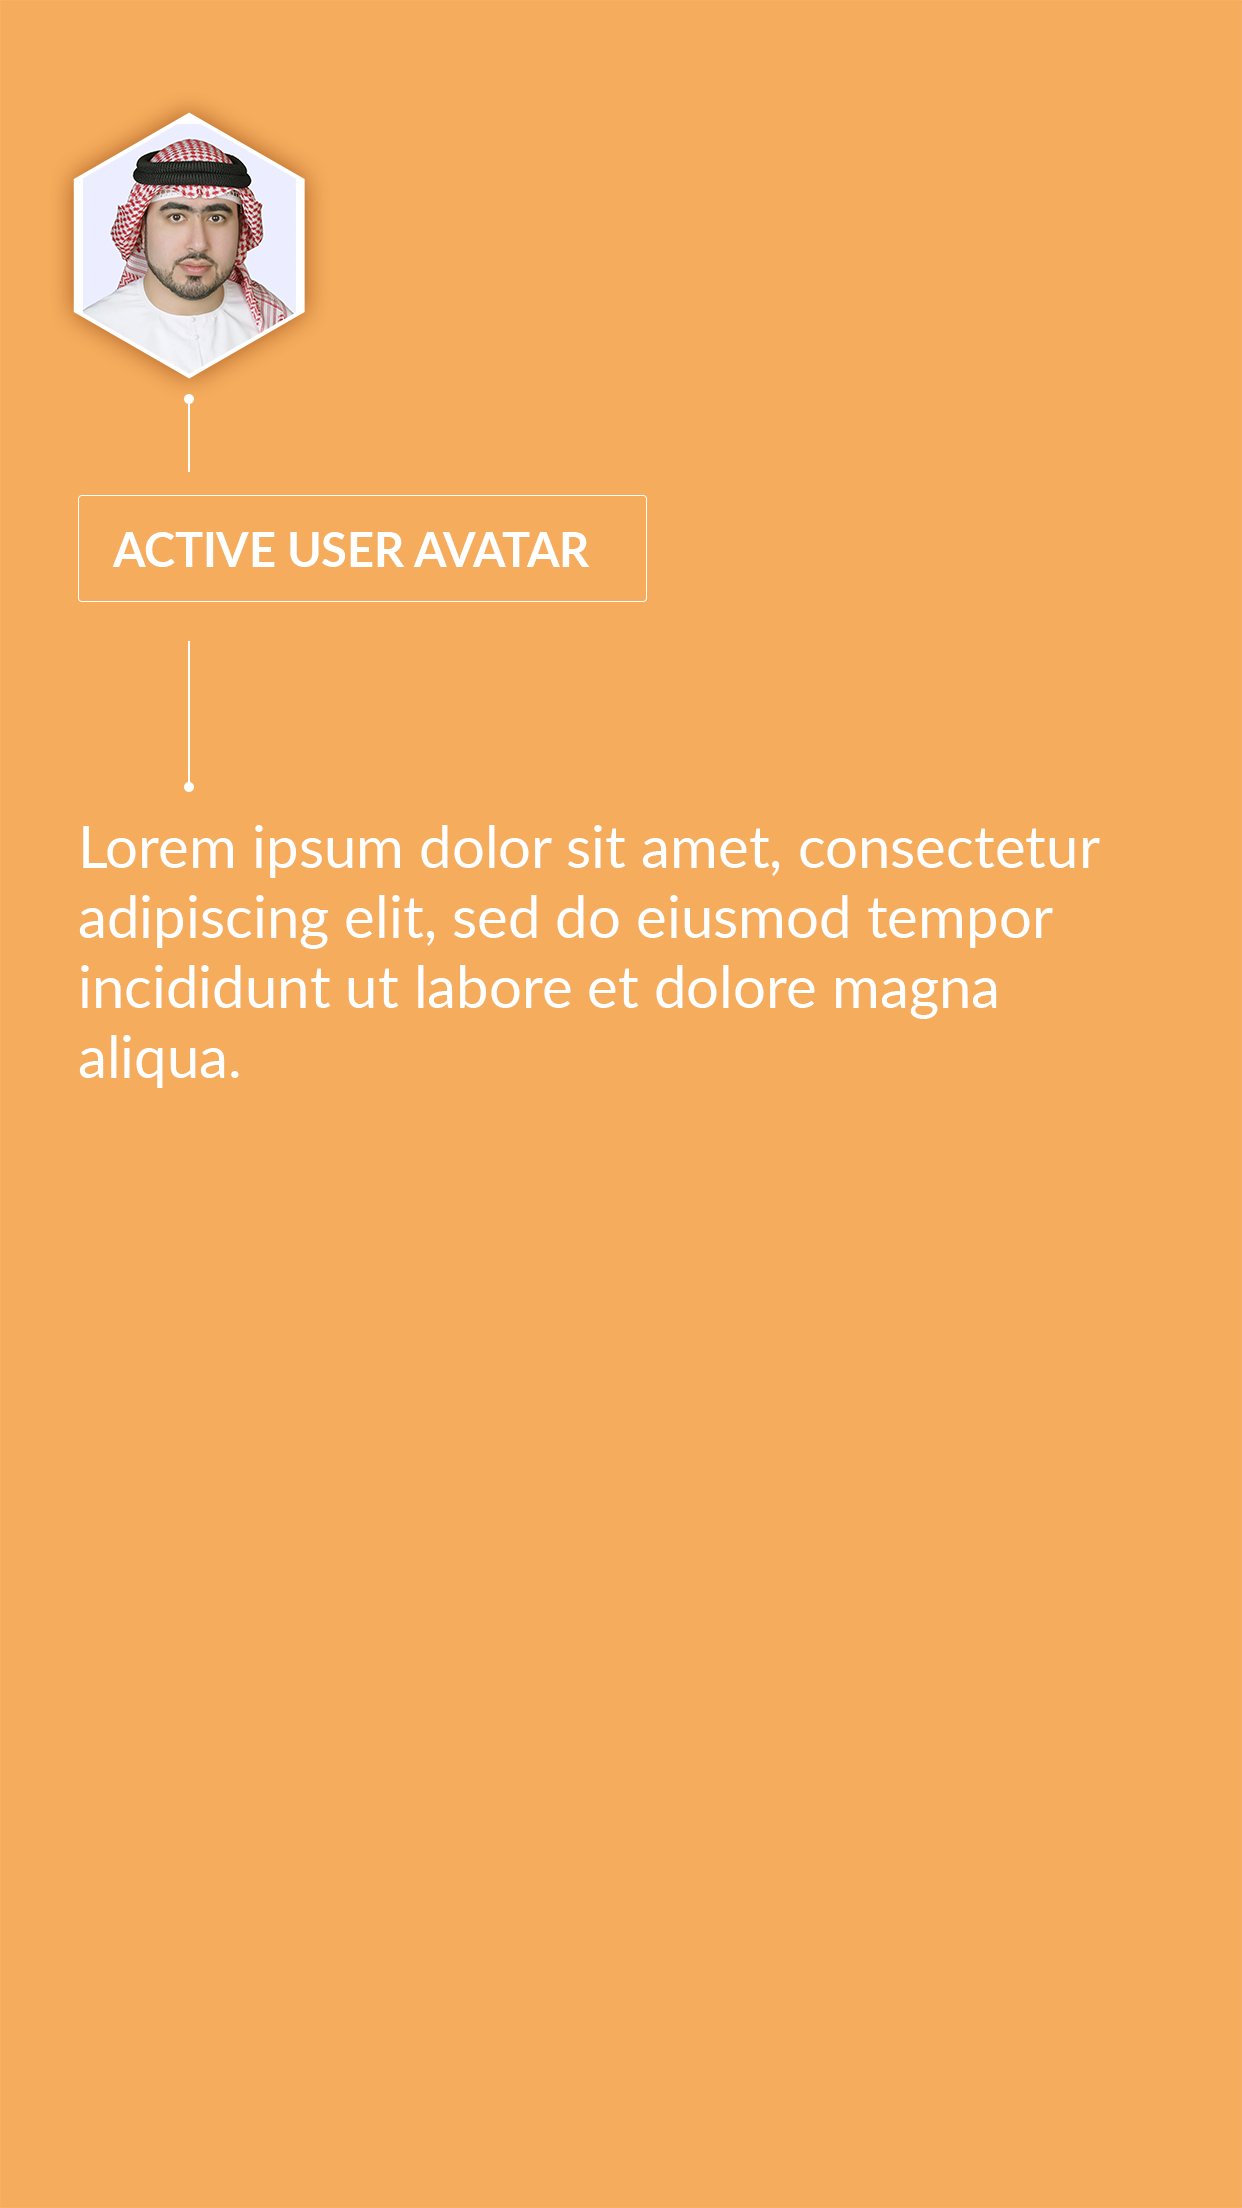 ACTIVE USER AVATAR
Lorem ipsum dolor sit amet, consectetur
adipiscing elit, sed do eiusmod tempor
incididunt ut labore et dolore magna
aliqua.